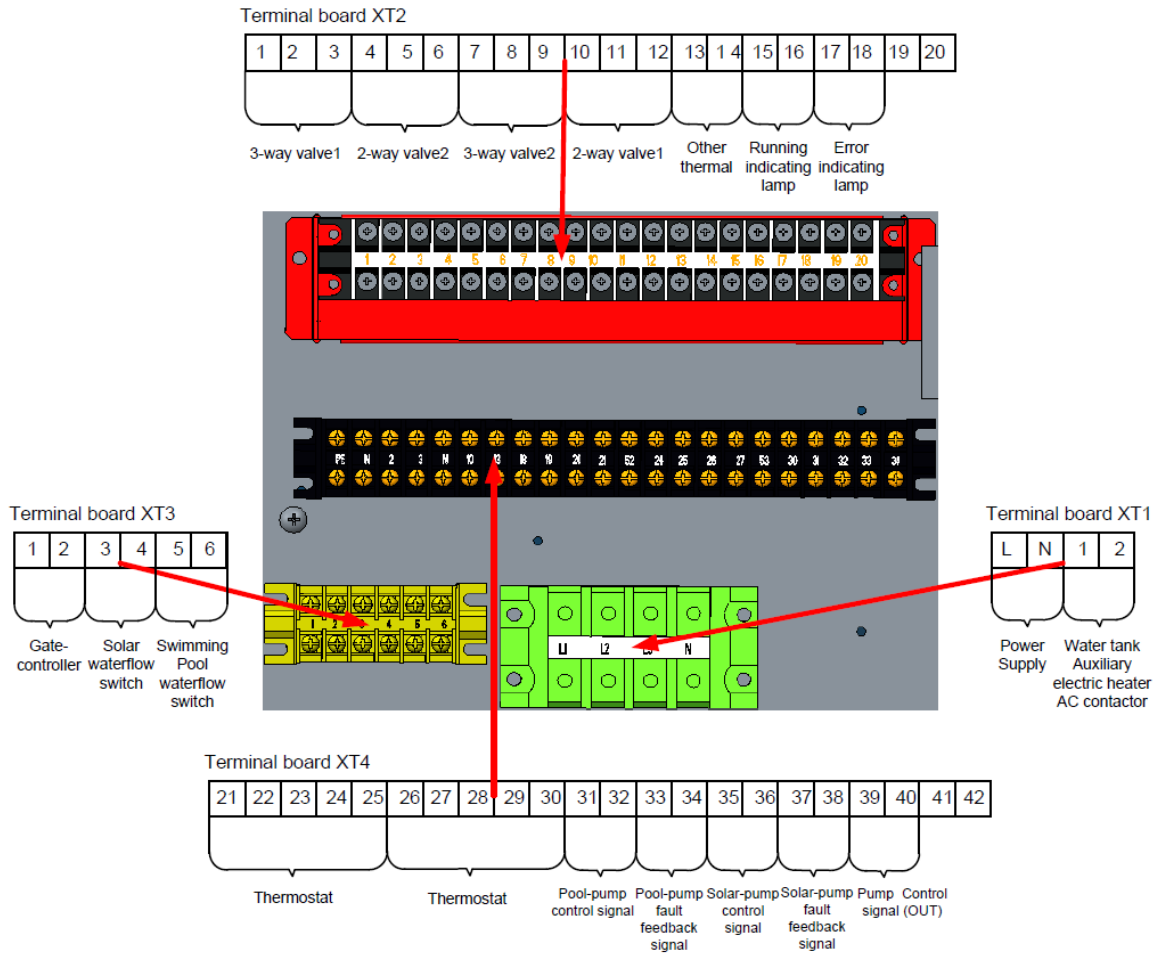 Terminal board XT2
1 2 3 4 5 6 7 8 9 10 11 12 13 14 15 16 17 18 19 20
3-way valve1 2-way valve2 3-way valve2 2-way valve1 Other thermal Running indicating lamp Error indicating lamp
1 2 3 4 5 6 7 8 9 10 11 12 13 14 15 16 17 18 19 20
PE N 2 3 N 10 13 18 19 20 21 52 24 25 26 27 53 30 31 32 33 34
Terminal board XT3
1 2 3 4 5 6
Gate-controller Solar waterflow switch Swimming Pool waterflow switch
1 2 3 4 5 6
L1 L2 L3 N
Terminal board XT1
L N 1 2
Power Supply Water tank Auxiliary electric heater AC contactor
Terminal board XT4
21 22 23 24 25 26 27 28 29 30 31 32 33 34 35 36 37 38 39 40 41 42
Thermostat Thermostat Pool-pump control signal Pool-pump fault feedback signal Solar-pump control signal Solar-pump fault feedback signal Pump Control signal (OUT)